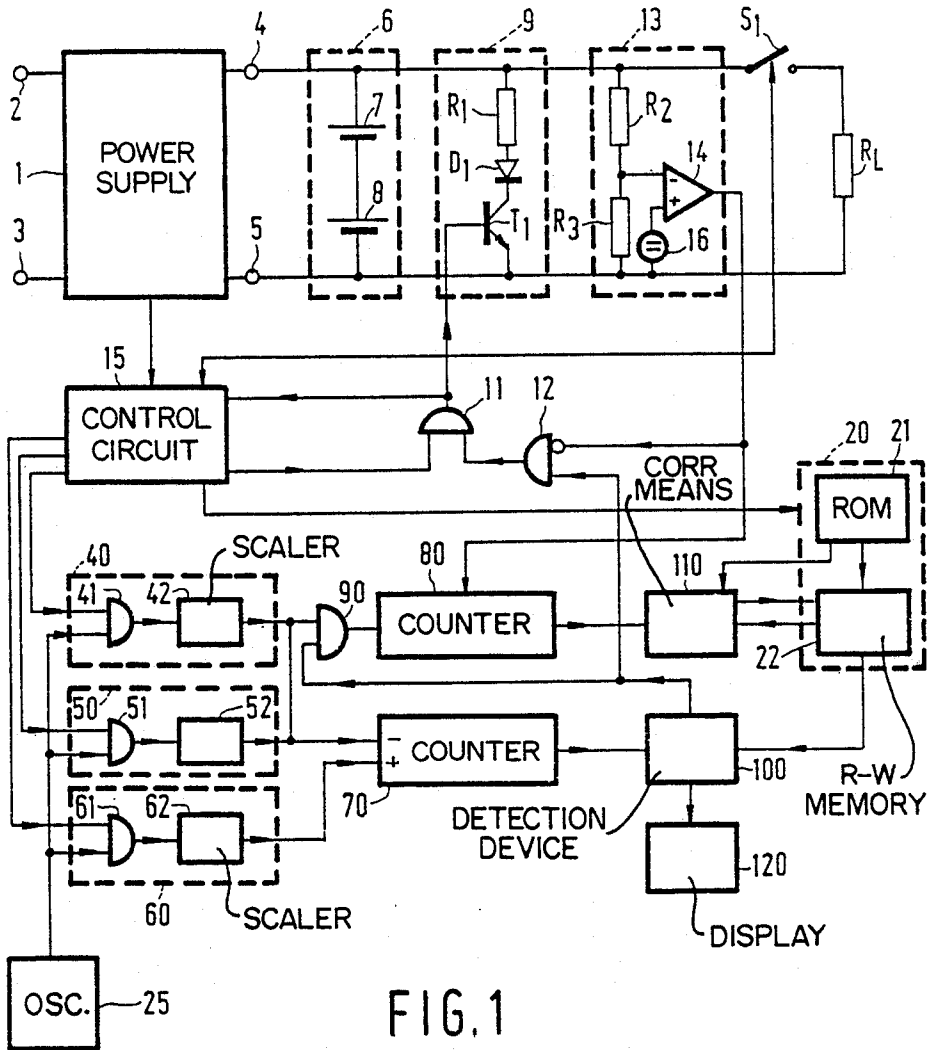 4 6 9 13 S1
2
POWER
SUPPLY
1
7
R1
R2
14
D1
RL
8
T1
R3
3
5
16
15
CONTROL
CIRCUIT
11
12
20
21
CORR
MEANS
ROM
SCALER
40
41
42
90
80
COUNTER
110
22
50
51
52
-
+
COUNTER
70
100
R-W
MEMORY
61
62
DETECTION
DEVICE
120
60
SCALER
DISPLAY
OSC.
25
FIG.1